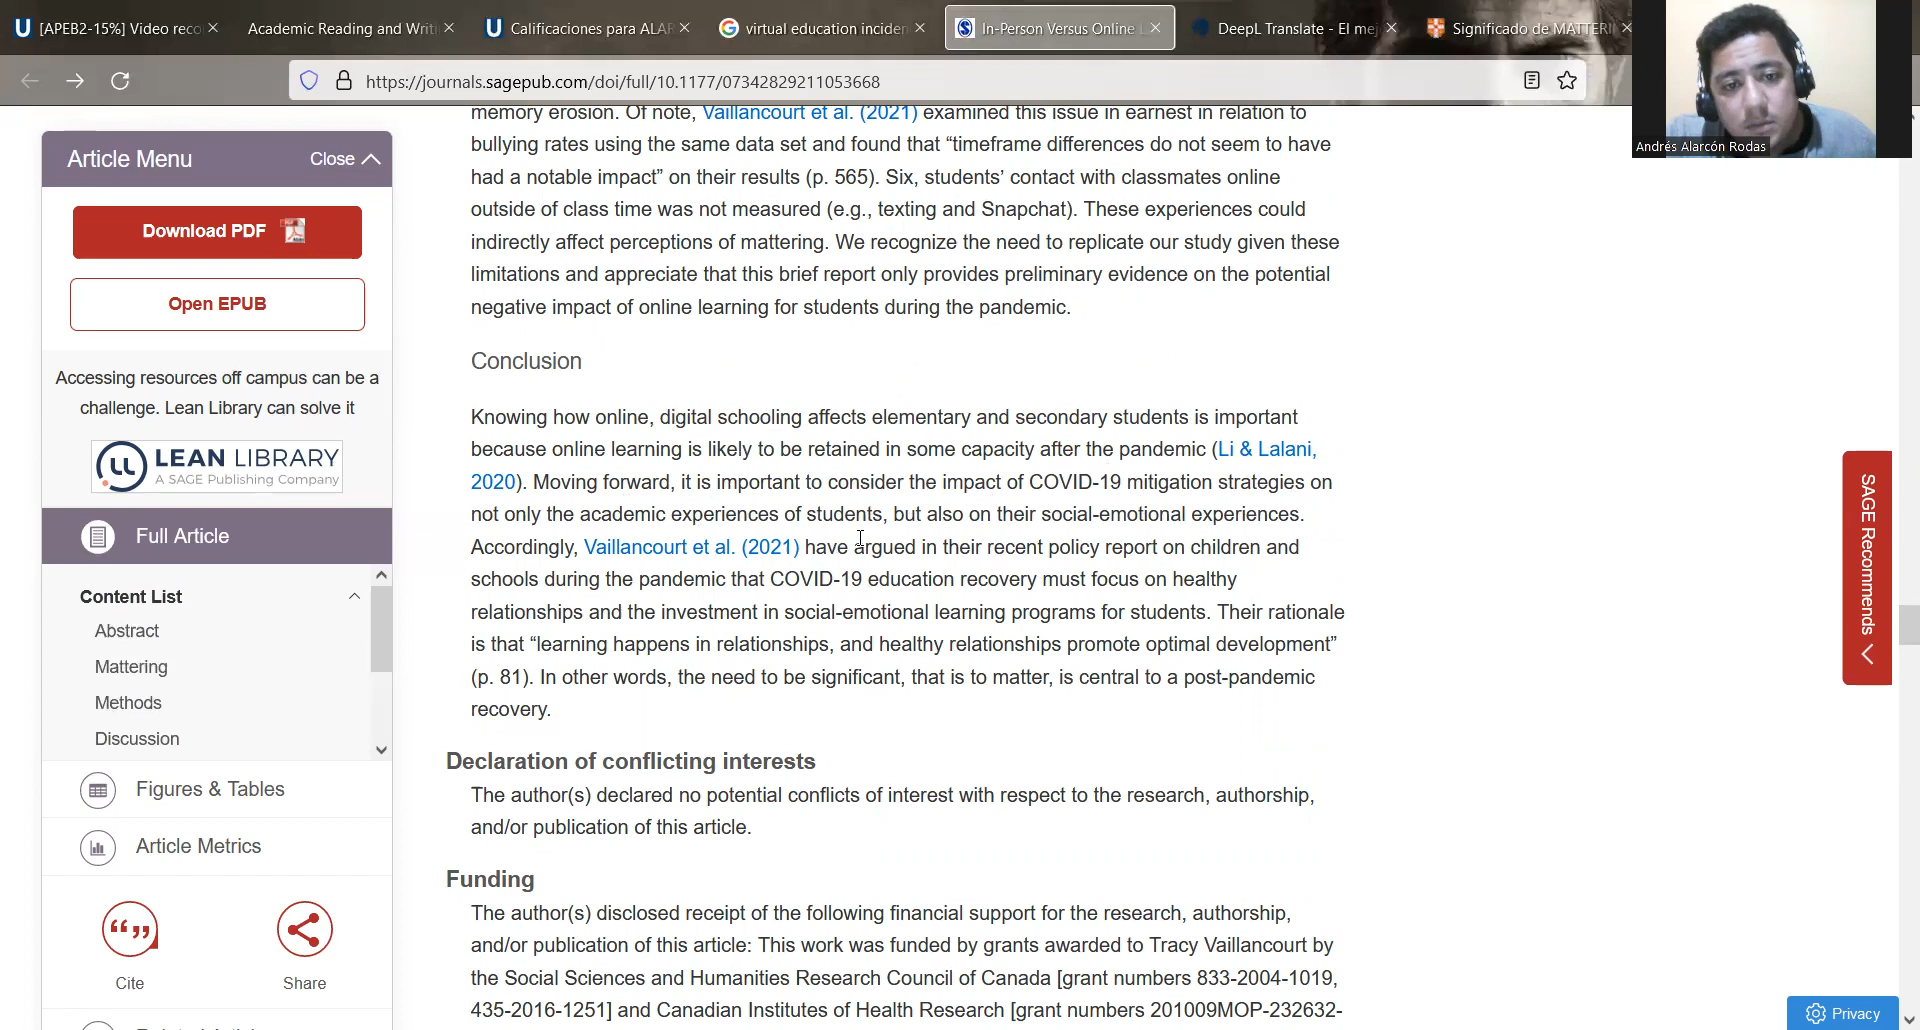 [APEB2-15%] Video reco
Academic Reading and Writi
Calificaciones para ALAR
virtual education inciden
In-Person Versus Online L
DeepL Translate - El mej
Significado de MATTERI
https://journals.sagepub.com/doi/full/10.1177/07342829211053668
Andrés Alarcón Rodas
Article Menu
Close
Download PDF
Open EPUB
Accessing resources off campus can be a
challenge. Lean Library can solve it
LEAN LIBRARY
A SAGE Publishing Company
Full Article
Content List
Abstract
Mattering
Methods
Discussion
Figures & Tables
Article Metrics
Cite
Share
memory erosion. Of note, Vaillancourt et al. (2021) examined this issue in earnest in relation to
bullying rates using the same data set and found that “timeframe differences do not seem to have
had a notable impact” on their results (p. 565). Six, students’ contact with classmates online
outside of class time was not measured (e.g., texting and Snapchat). These experiences could
indirectly affect perceptions of mattering. We recognize the need to replicate our study given these
limitations and appreciate that this brief report only provides preliminary evidence on the potential
negative impact of online learning for students during the pandemic.
Conclusion
Knowing how online, digital schooling affects elementary and secondary students is important
because online learning is likely to be retained in some capacity after the pandemic (Li & Lalani,
2020). Moving forward, it is important to consider the impact of COVID-19 mitigation strategies on
not only the academic experiences of students, but also on their social-emotional experiences.
Accordingly, Vaillancourt et al. (2021) have argued in their recent policy report on children and
schools during the pandemic that COVID-19 education recovery must focus on healthy
relationships and the investment in social-emotional learning programs for students. Their rationale
is that “learning happens in relationships, and healthy relationships promote optimal development”
(p. 81). In other words, the need to be significant, that is to matter, is central to a post-pandemic
recovery.
Declaration of conflicting interests
The author(s) declared no potential conflicts of interest with respect to the research, authorship,
and/or publication of this article.
Funding
The author(s) disclosed receipt of the following financial support for the research, authorship,
and/or publication of this article: This work was funded by grants awarded to Tracy Vaillancourt by
the Social Sciences and Humanities Research Council of Canada [grant numbers 833-2004-1019,
435-2016-1251] and Canadian Institutes of Health Research [grant numbers 201009MOP-232632-
SAGE Recommends
Privacy